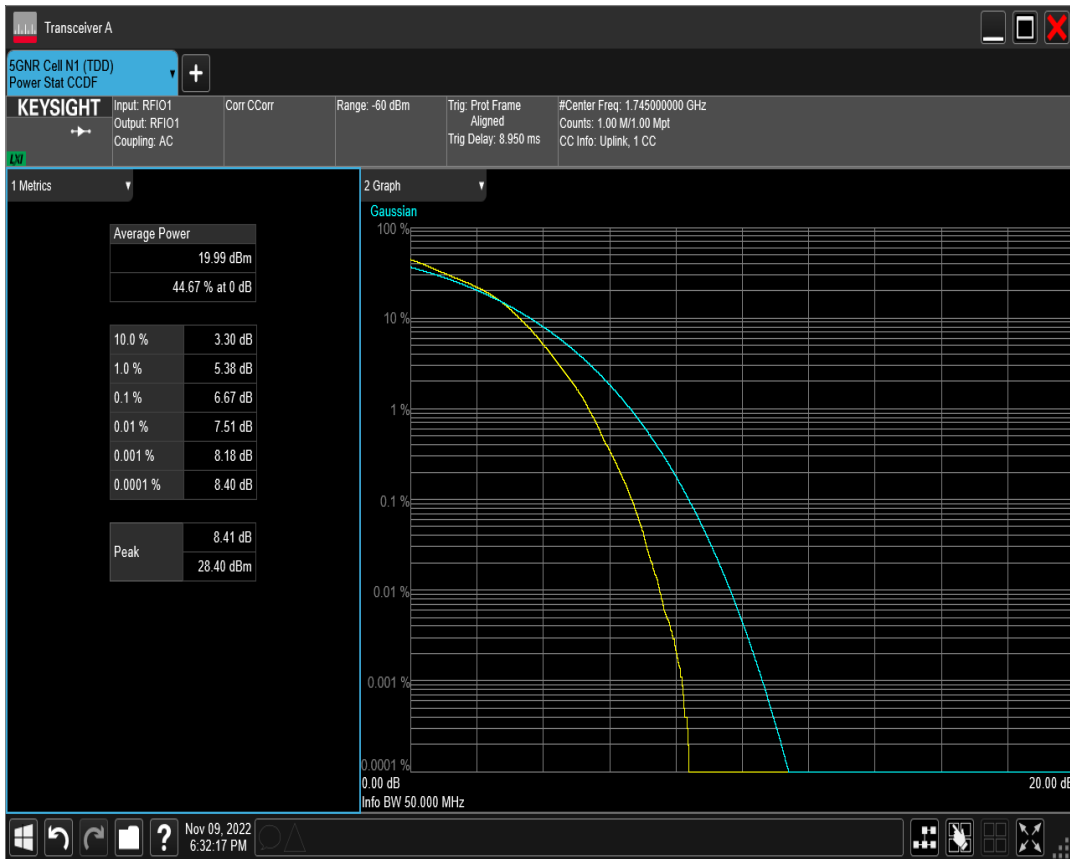 Transceiver A
5GNR Cell N1 (TDD)
Power Stat CCDF
+
KEYSIGHT
LXI
Input: RFIO1
Output: RFIO1
Coupling: AC
Corr CCorr
Range: -60 dBm
Trig: Prot Frame
Aligned
Trig Delay: 8.950 ms
#Center Freq: 1.745000000 GHz
Counts: 1.00 M/1.00 Mpt
CC Info: Uplink, 1 CC
1 Metrics
Average Power
19.99 dBm
44.67 % at 0 dB
10.0 % 3.30 dB
1.0 % 5.38 dB
0.1 % 6.67 dB
0.01 % 7.51 dB
0.001 % 8.18 dB
0.0001 % 8.40 dB
Peak
8.41 dB
28.40 dBm
2 Graph
Gaussian
100 %
10 %
1 %
0.1 %
0.01 %
0.001 %
0.0001 %
0.00 dB 20.00 dB
Info BW 50.000 MHz
?
Nov 09, 2022
6:32:17 PM